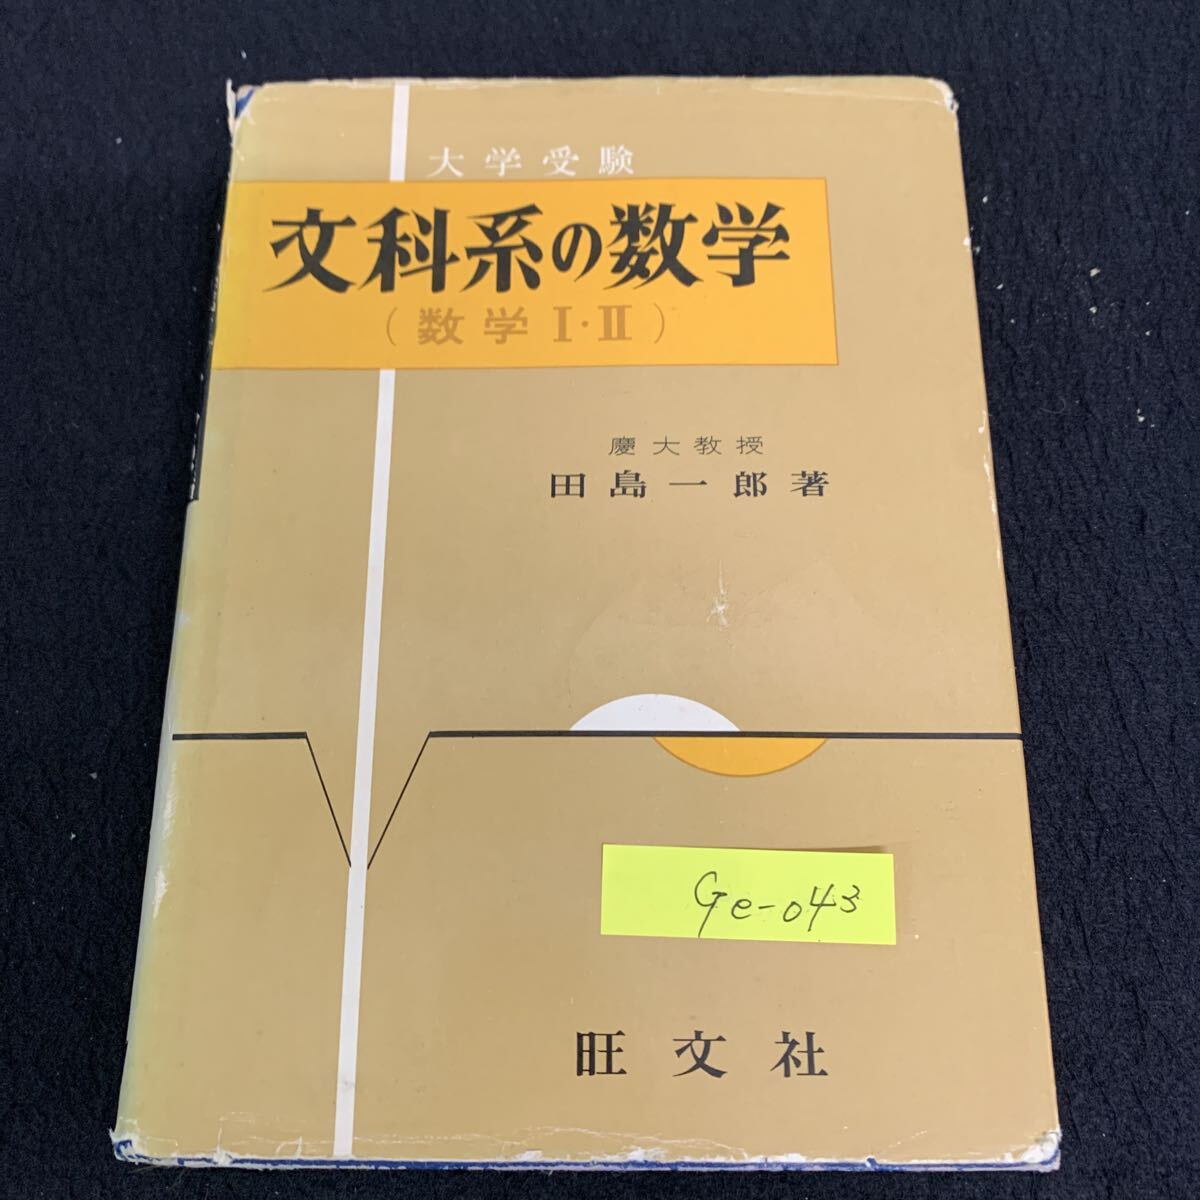 大学受験
文科系の数学
(数学Ⅰ・Ⅱ)
慶大教授
田島一郎著
Ge-043
旺文社